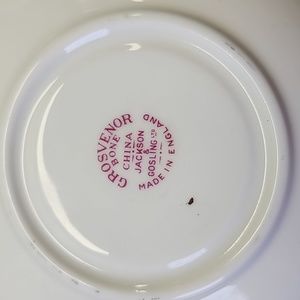 GROSVENOR
BONE
CHINA
JACKSON
&
GOSLING LTD
MADE IN ENGLAND